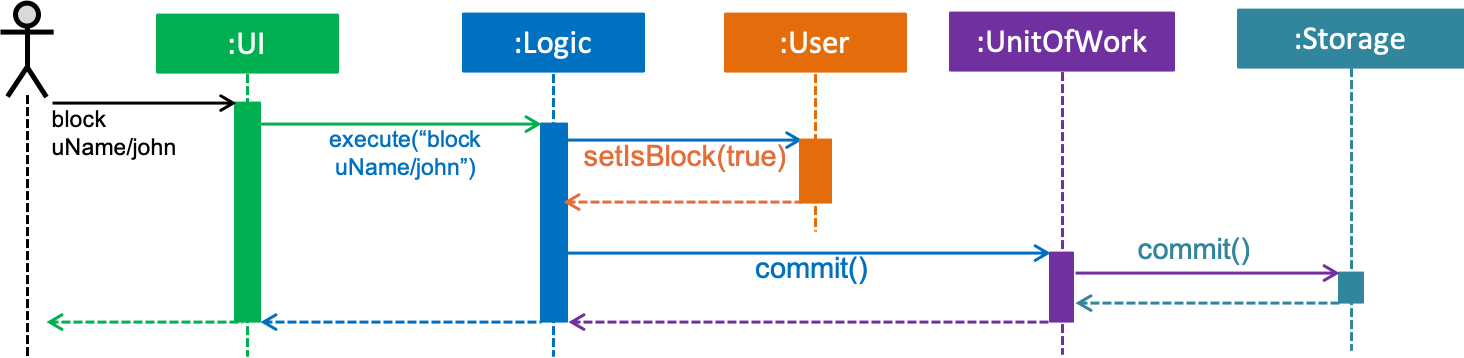 :UI
:Logic
:User
:UnitOfWork
:Storage
block
uName/john
execute(“block
uName/john”)
setIsBlock(true)
commit()
commit()